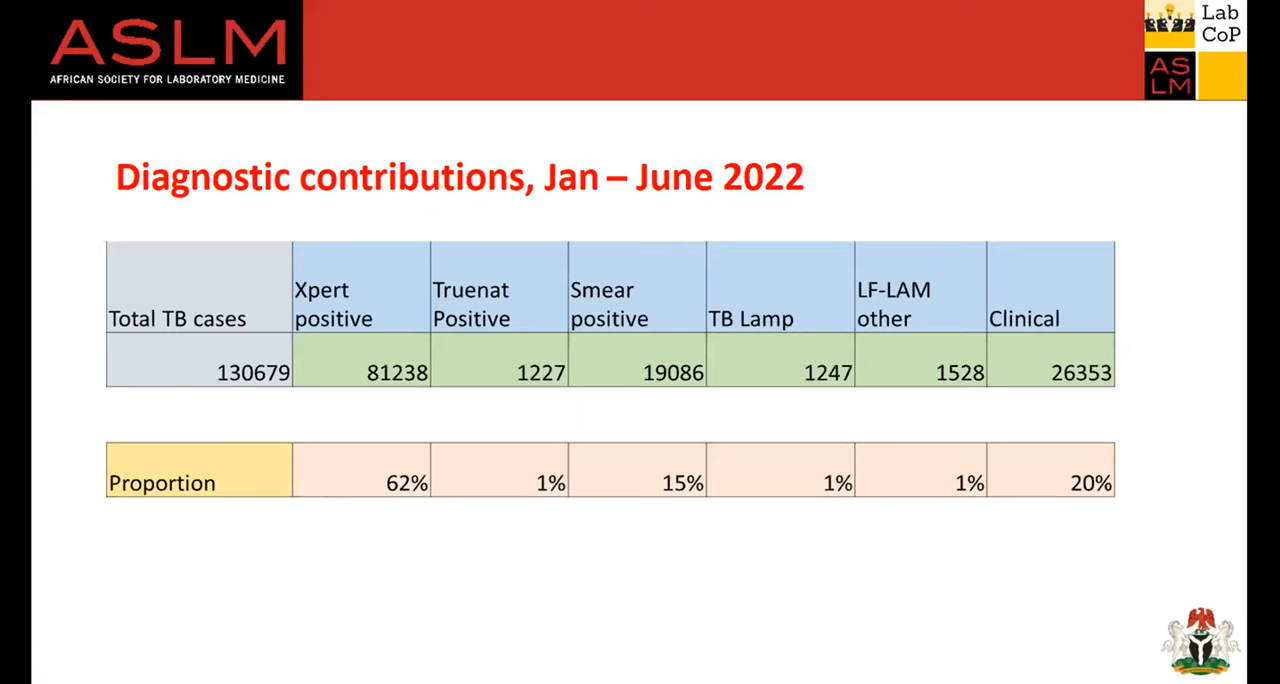 ASLM
AFRICAN SOCIETY FOR LABORATORY MEDICINE
Lab
CoP
AS
LM
Diagnostic contributions, Jan – June 2022
Total TB cases
Xpert
positive
Truenat
Positive
Smear
positive
TB Lamp
LF-LAM
other
Clinical
130679 81238 1227 19086 1247 1528 26353
Proportion 62% 1% 15% 1% 1% 20%